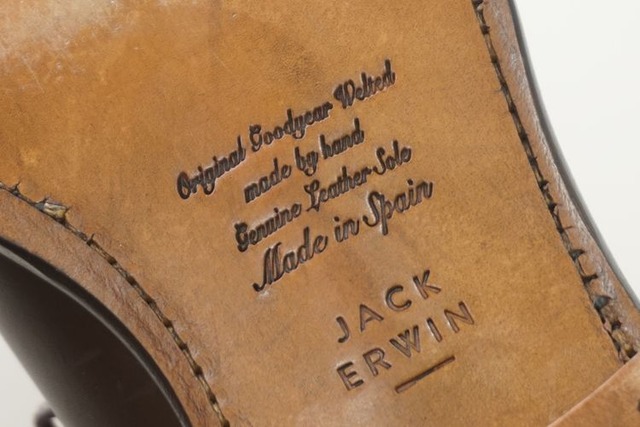 Original Goodyear Welted
made by hand
Genuine Leather Sole
Made in Spain
JACK
ERWIN